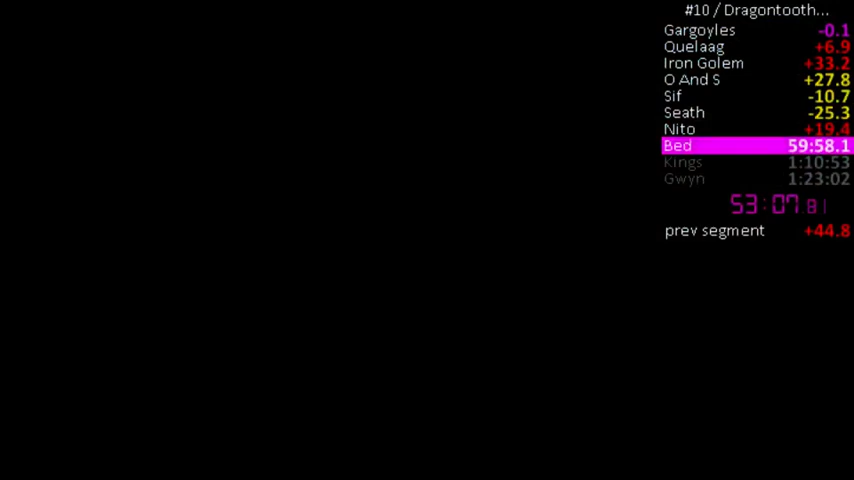 #10 / Dragontooth...
Gargoyles -0.1
Quelaag +6.9
Iron Golem +33.2
O And S +27.8
Sif -10.7
Seath -25.3
Nito +19.4
Bed 59:58.1
Kings 1:10:53
Gwyn 1:23:02
53:07.81
prev segment +44.8